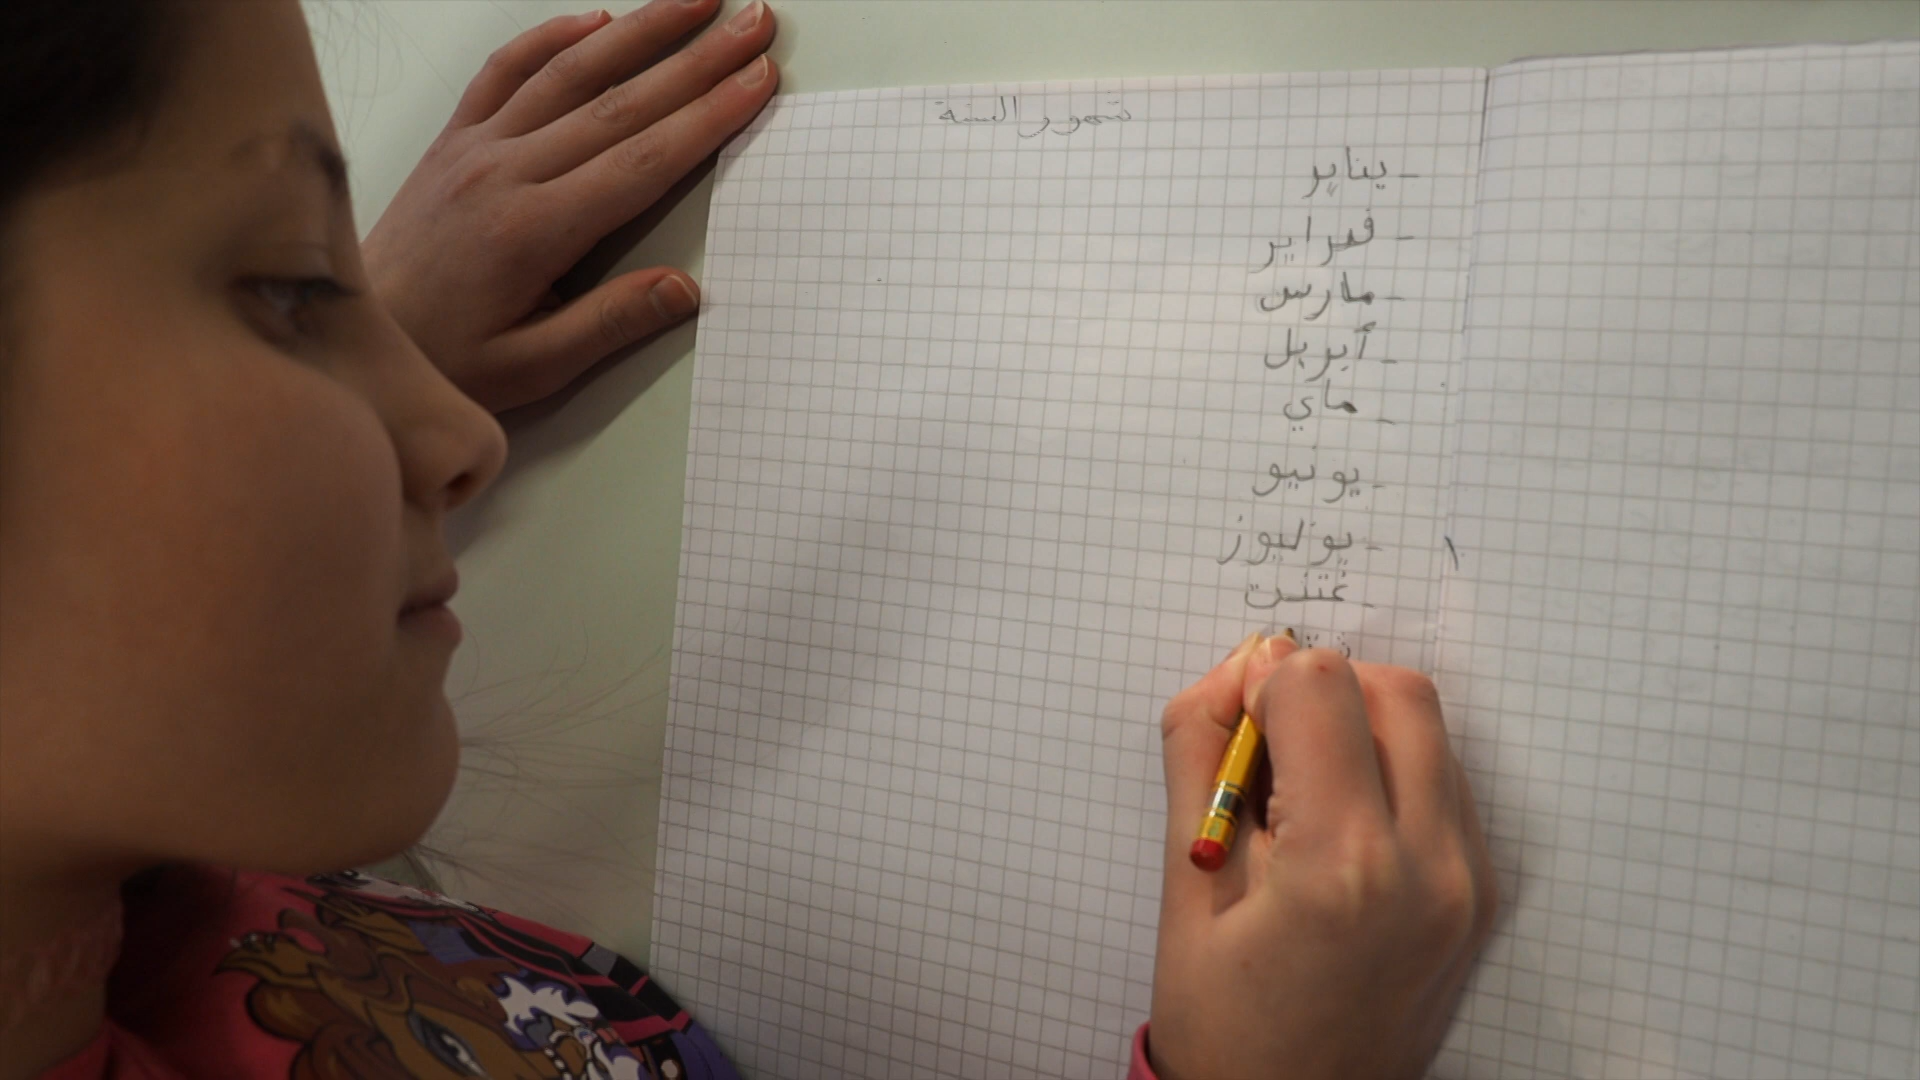 شهور السنة
- يناير
- فبراير
- مارس
- أبريل
- ماي
- يونيو
- يوليوز
- غشت